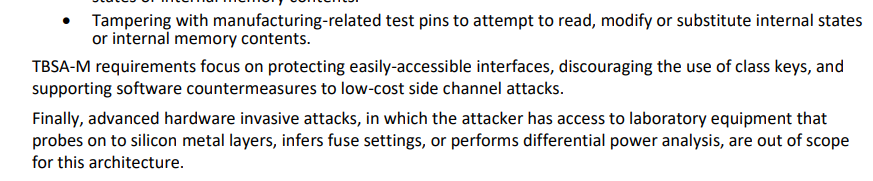 • Tampering with manufacturing-related test pins to attempt to read, modify or substitute internal states
or internal memory contents.
TBSA-M requirements focus on protecting easily-accessible interfaces, discouraging the use of class keys, and
supporting software countermeasures to low-cost side channel attacks.
Finally, advanced hardware invasive attacks, in which the attacker has access to laboratory equipment that
probes on to silicon metal layers, infers fuse settings, or performs differential power analysis, are out of scope
for this architecture.